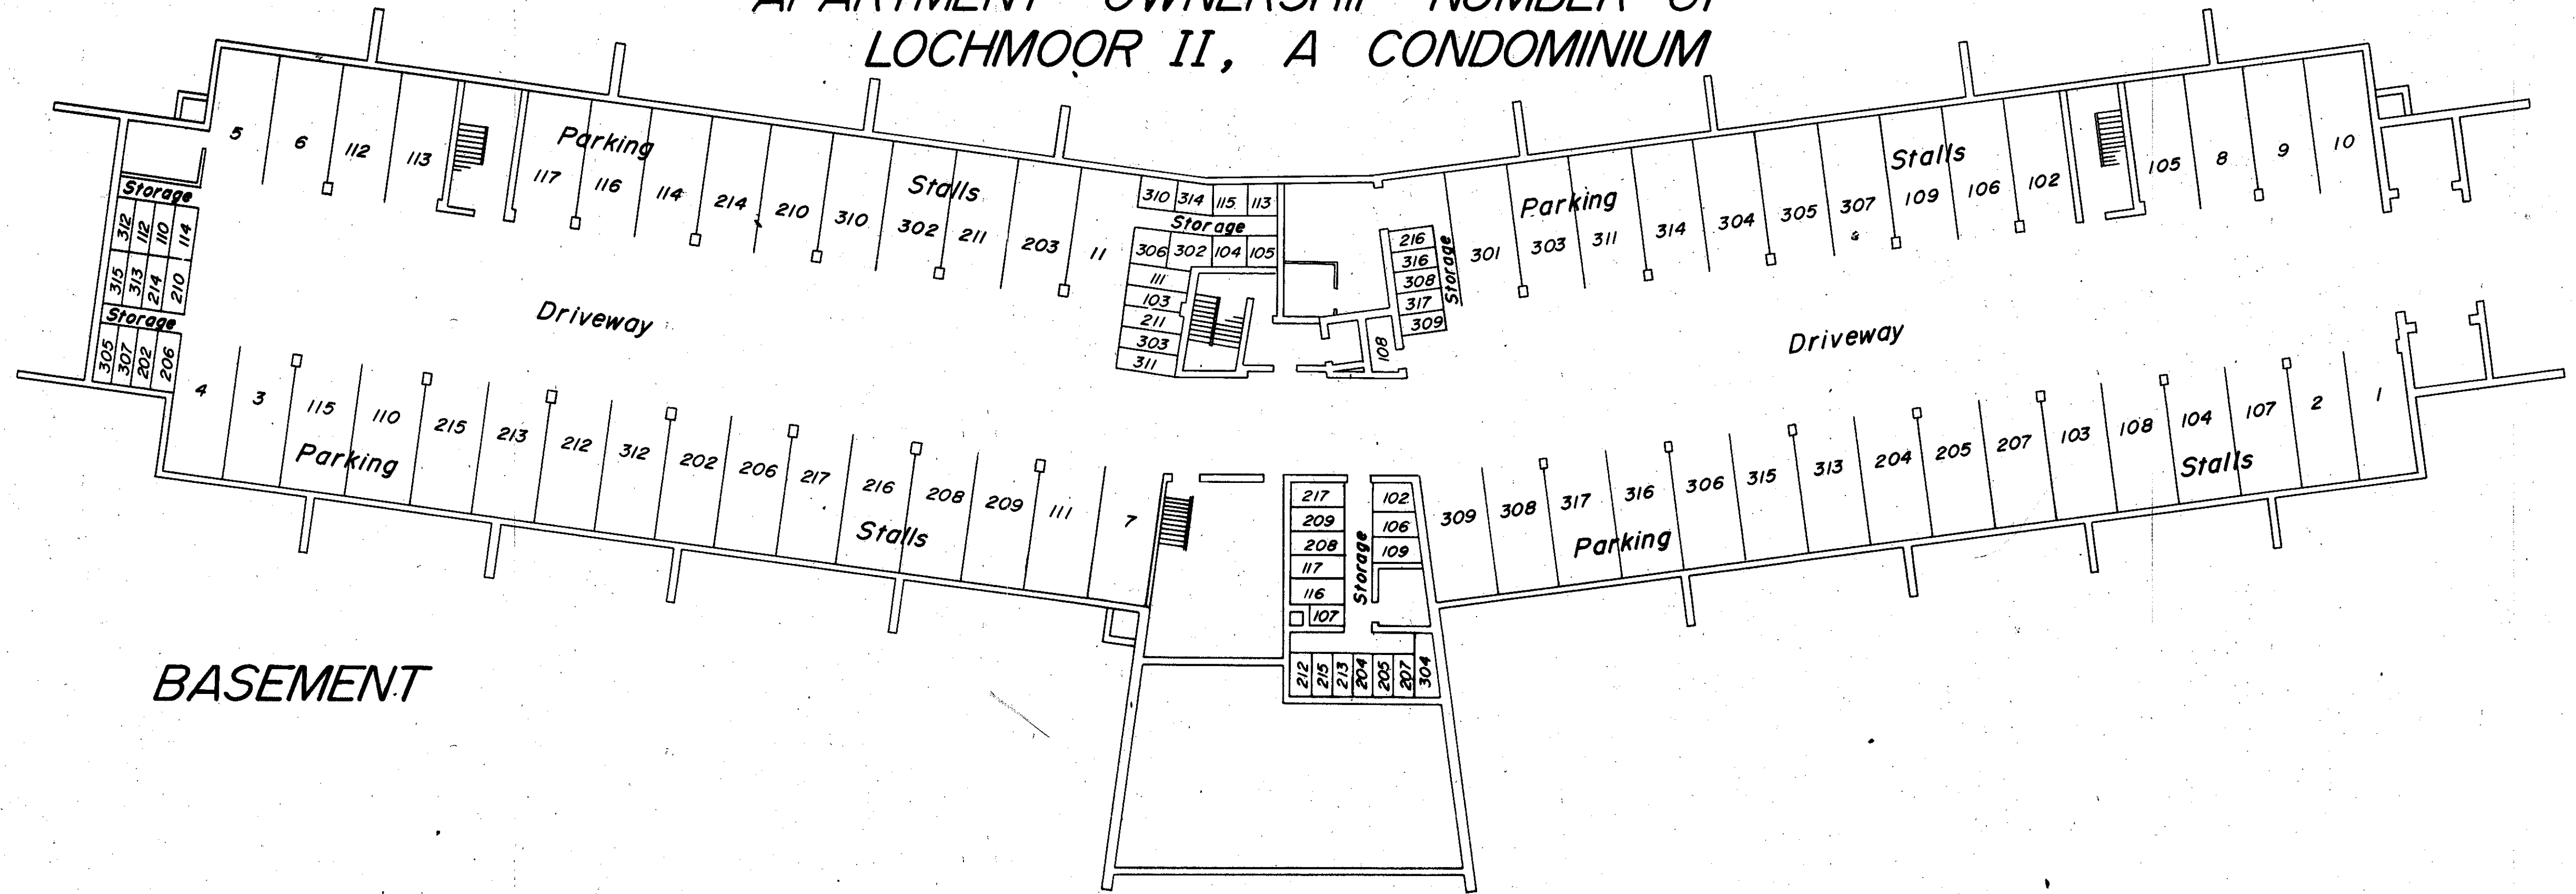 APARTMENT OWNERSHIP NUMBER OF
LOCHMOOR II, A CONDOMINIUM
5 6 112 113
Parking
117 116 114 214 210 310 302 211 203 11
Stalls
Storage
312 112 110 114
315 313 214 210
Storage
305 307 202 206
Driveway
310 314 115 113
Storage
306 302 104 105
111
103
211
303
311
216
316
308
317
309
Storage
108
Parking
Stalls
301 303 311 314 304 305 307 109 106 102
105 8 9 10
Driveway
4 3 115 110 215 213 212 312 202 206 217 216 208 209 111 7
Parking
Stalls
217
209
208
117
116
107
Storage
102
106
109
212 215 213 204 205 207 304
309 308 317 316 306 315 313 204 205 207 103 108 104 107 2 1
Parking
Stalls
BASEMENT